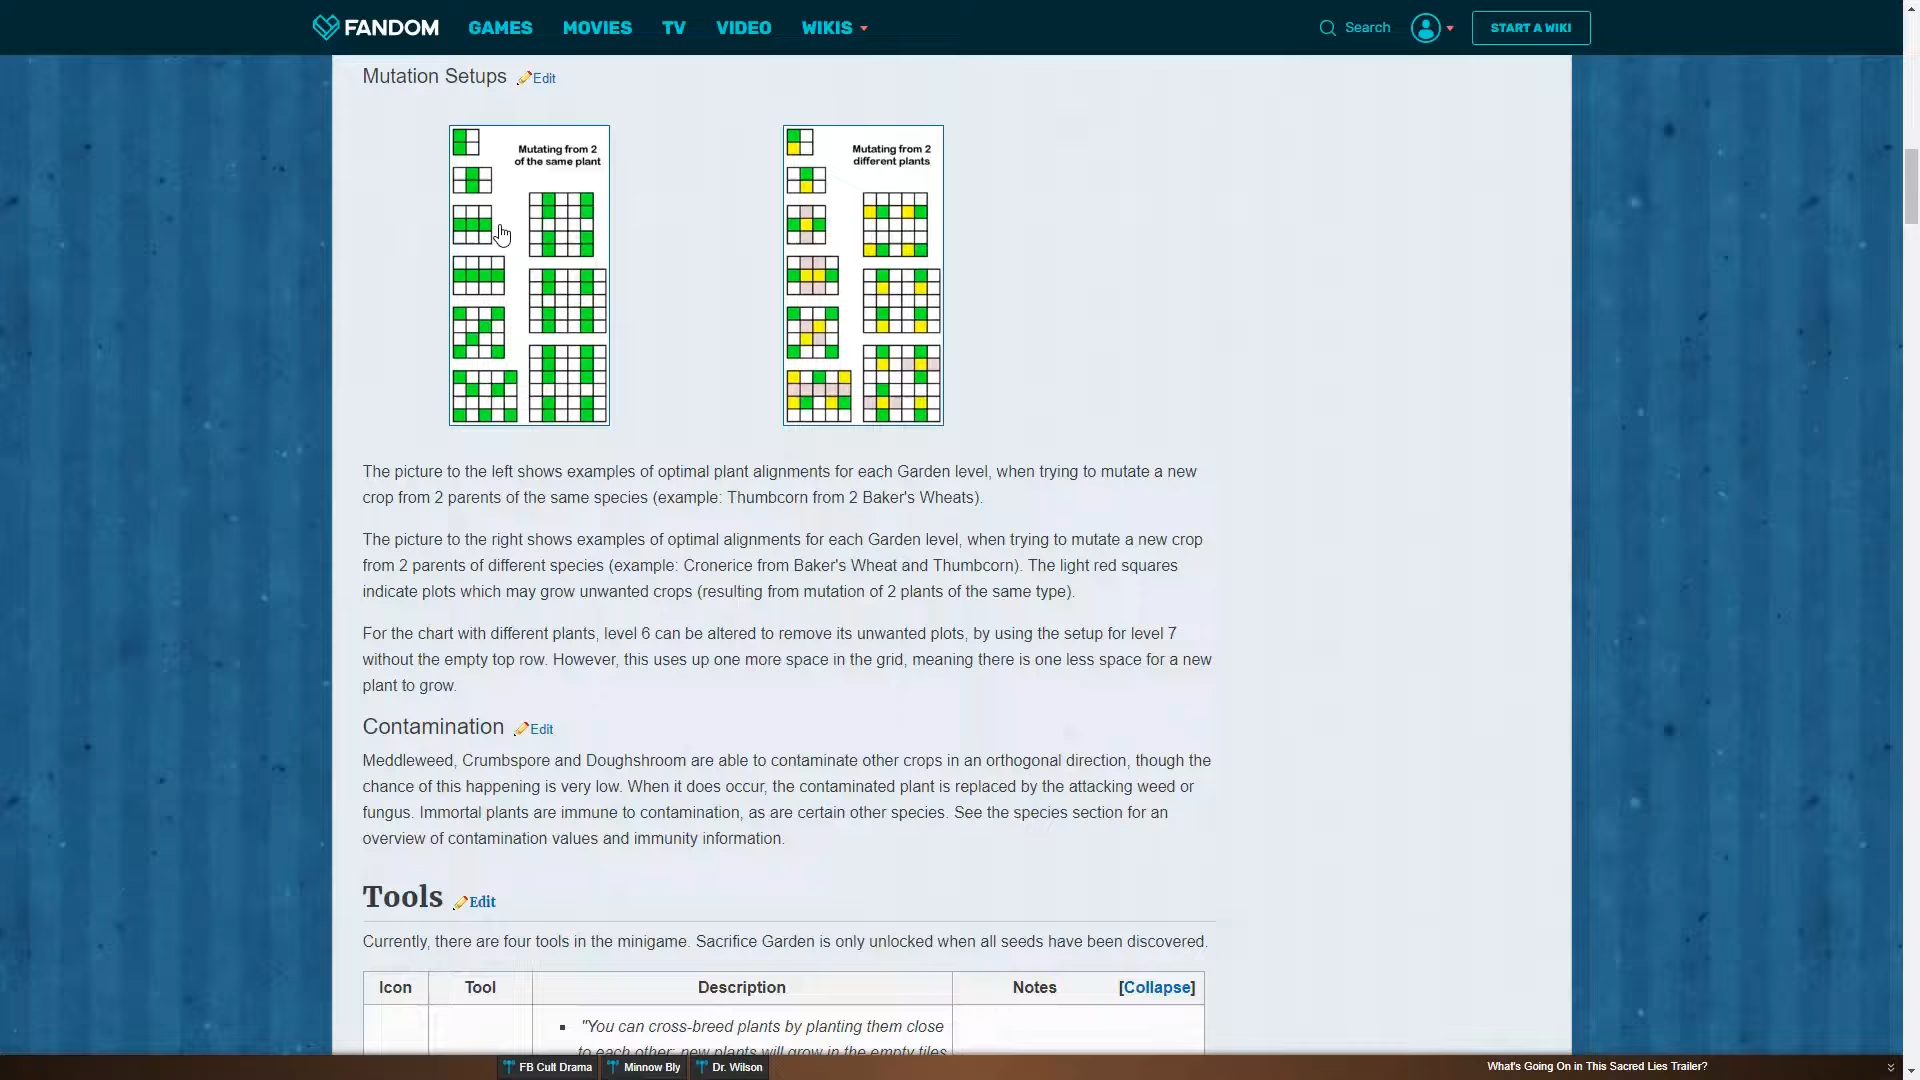 FANDOM GAMES MOVIES TV VIDEO WIKIS Search START A WIKI
Mutation Setups Edit
Mutating from 2
of the same plant
Mutating from 2
different plants
The picture to the left shows examples of optimal plant alignments for each Garden level, when trying to mutate a new
crop from 2 parents of the same species (example: Thumbcorn from 2 Baker's Wheats).
The picture to the right shows examples of optimal alignments for each Garden level, when trying to mutate a new crop
from 2 parents of different species (example: Cronerice from Baker's Wheat and Thumbcorn). The light red squares
indicate plots which may grow unwanted crops (resulting from mutation of 2 plants of the same type).
For the chart with different plants, level 6 can be altered to remove its unwanted plots, by using the setup for level 7
without the empty top row. However, this uses up one more space in the grid, meaning there is one less space for a new
plant to grow.
Contamination Edit
Meddleweed, Crumbspore and Doughshroom are able to contaminate other crops in an orthogonal direction, though the
chance of this happening is very low. When it does occur, the contaminated plant is replaced by the attacking weed or
fungus. Immortal plants are immune to contamination, as are certain other species. See the species section for an
overview of contamination values and immunity information.
Tools Edit
Currently, there are four tools in the minigame. Sacrifice Garden is only unlocked when all seeds have been discovered.
Icon Tool Description Notes [Collapse]
"You can cross-breed plants by planting them close
to each other; new plants will grow in the empty tiles
FB Cult Drama Minnow Bly Dr. Wilson What's Going On in This Sacred Lies Trailer?